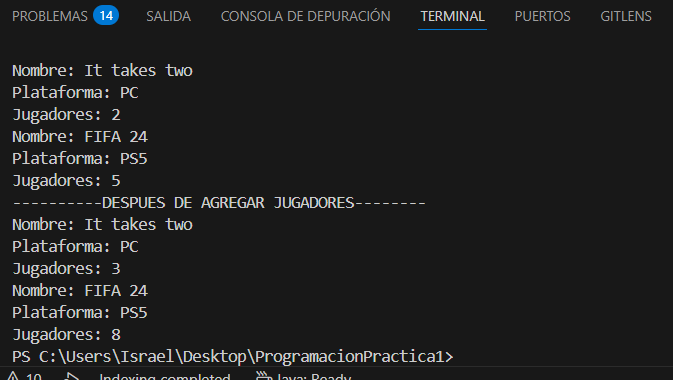 PROBLEMAS 14 SALIDA CONSOLA DE DEPURACIÓN TERMINAL PUERTOS GITLENS
Nombre: It takes two
Plataforma: PC
Jugadores: 2
Nombre: FIFA 24
Plataforma: PS5
Jugadores: 5
----------DESPUES DE AGREGAR JUGADORES--------
Nombre: It takes two
Plataforma: PC
Jugadores: 3
Nombre: FIFA 24
Plataforma: PS5
Jugadores: 8
PS C:\Users\Israel\Desktop\ProgramacionPractica1>
10 Indexing completed Java: Ready